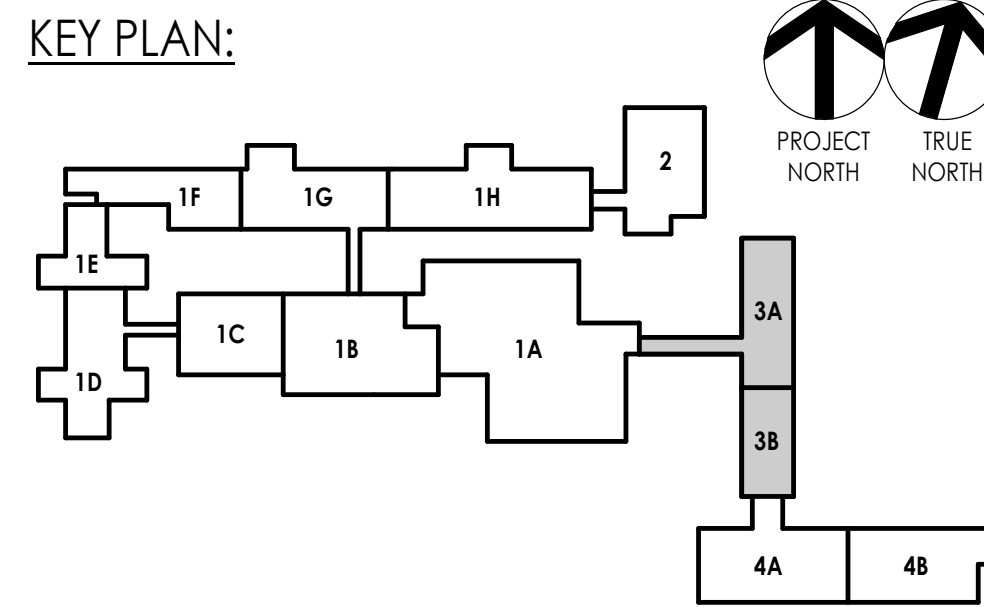 KEY PLAN:
PROJECT
NORTH
TRUE
NORTH
2
1F
1G
1H
1E
3A
1C
1B
1A
1D
3B
4A
4B